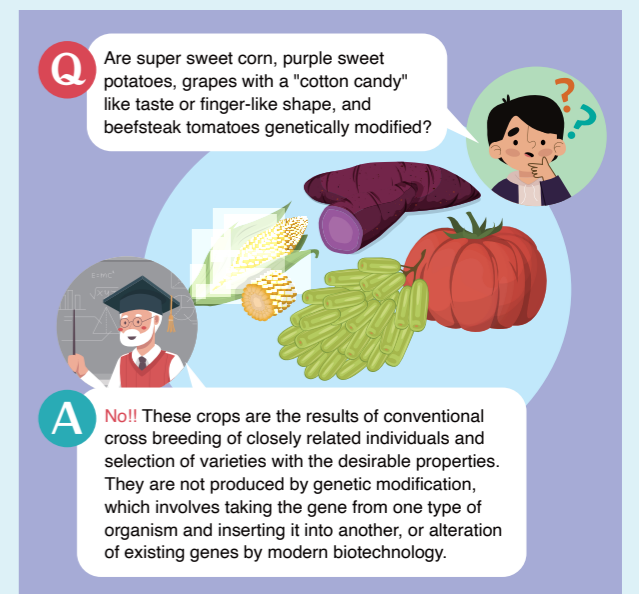 Q
Are super sweet corn, purple sweet
potatoes, grapes with a "cotton candy"
like taste or finger-like shape, and
beefsteak tomatoes genetically modified?
? ?
A
No!! These crops are the results of conventional
cross breeding of closely related individuals and
selection of varieties with the desirable properties.
They are not produced by genetic modification,
which involves taking the gene from one type of
organism and inserting it into another, or alteration
of existing genes by modern biotechnology.